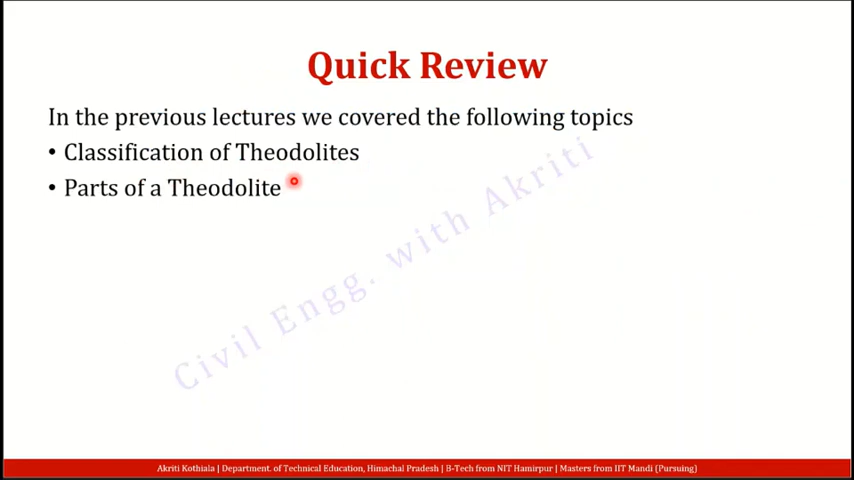 Quick Review
In the previous lectures we covered the following topics
• Classification of Theodolites
• Parts of a Theodolite
Civil Engg. with Akriti
Akriti Kothiala | Department. of Technical Education, Himachal Pradesh | B-Tech from NIT Hamirpur | Masters from IIT Mandi (Pursuing)